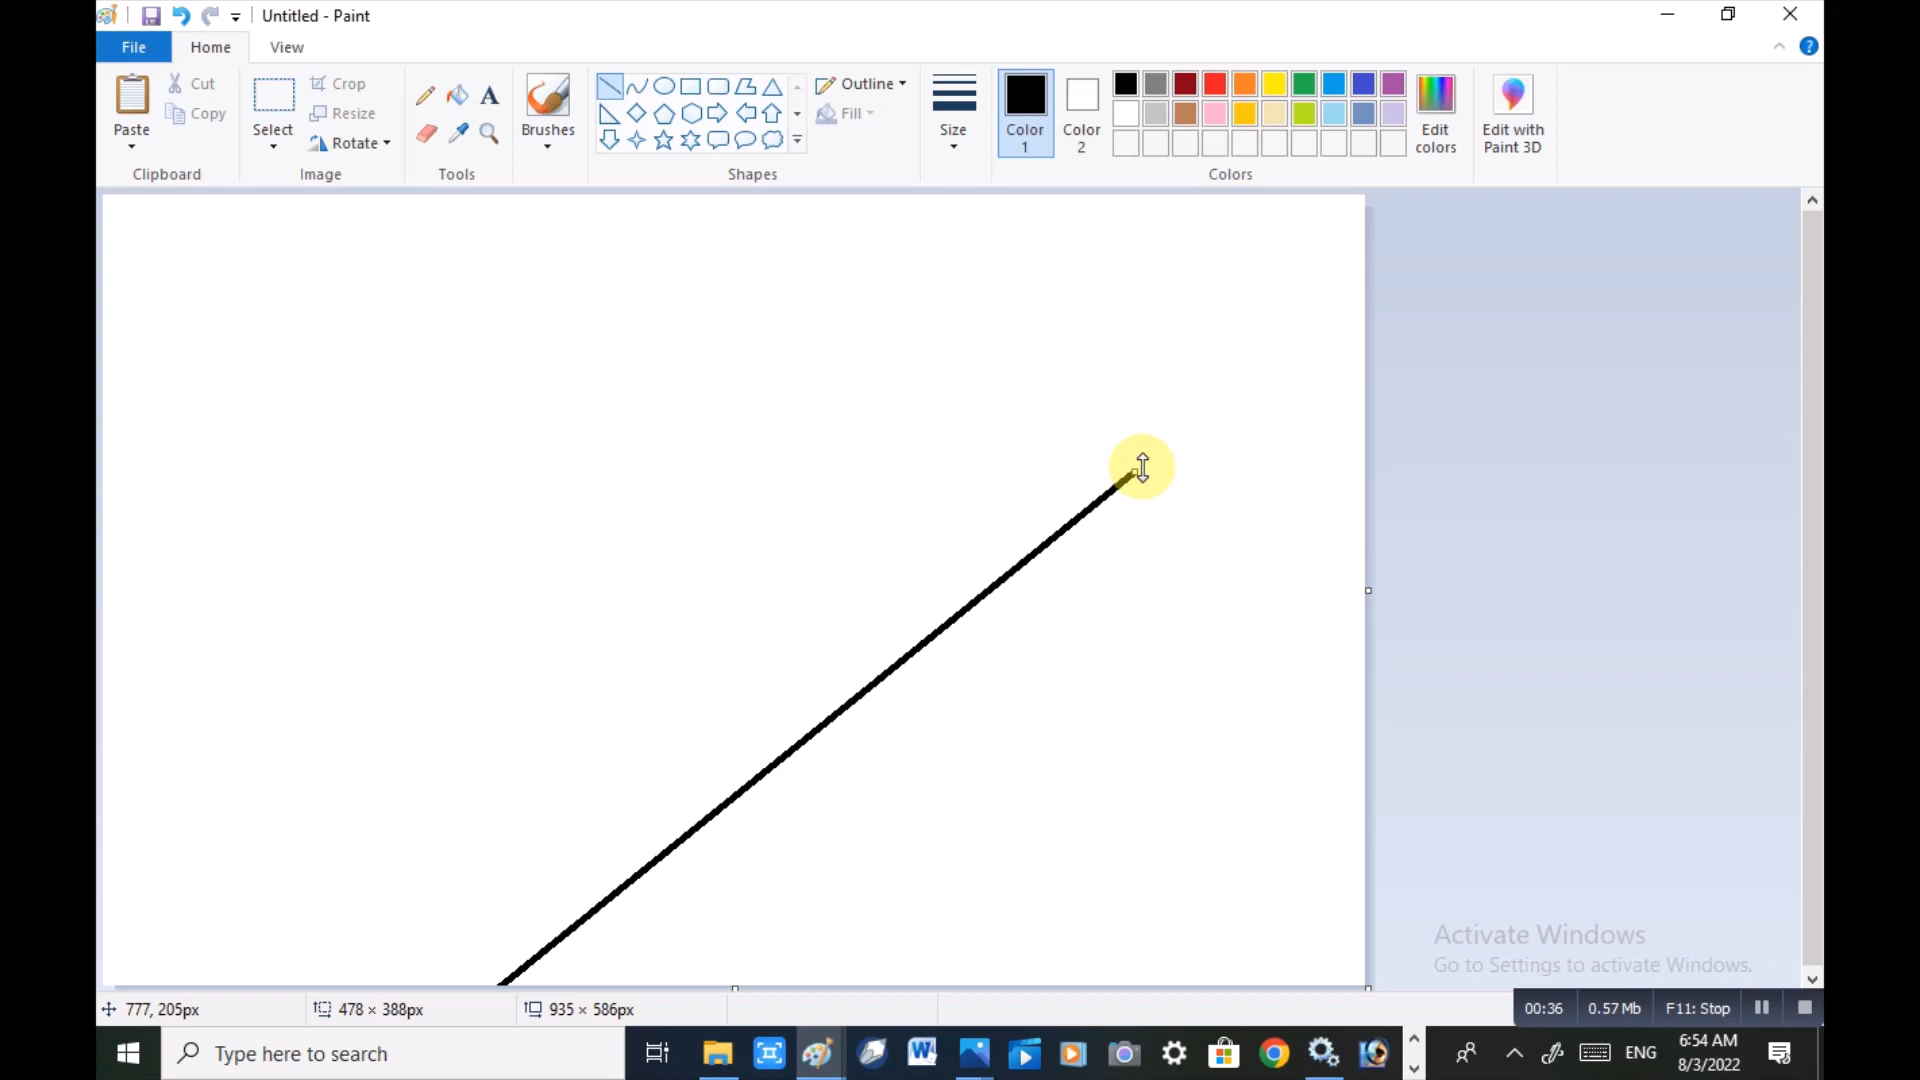 Untitled - Paint
File Home View
Paste
Cut
Copy
Clipboard
Select
Crop
Resize
Rotate
Image
A
Tools
Brushes
Shapes
Outline
Fill
Size
Color 1
Color 2
Colors
Edit colors
Edit with Paint 3D
?
Activate Windows
Go to Settings to activate Windows.
777, 205px 478 × 388px 935 × 586px
00:36 0.57 Mb F11: Stop
Type here to search
W
ENG
6:54 AM
8/3/2022